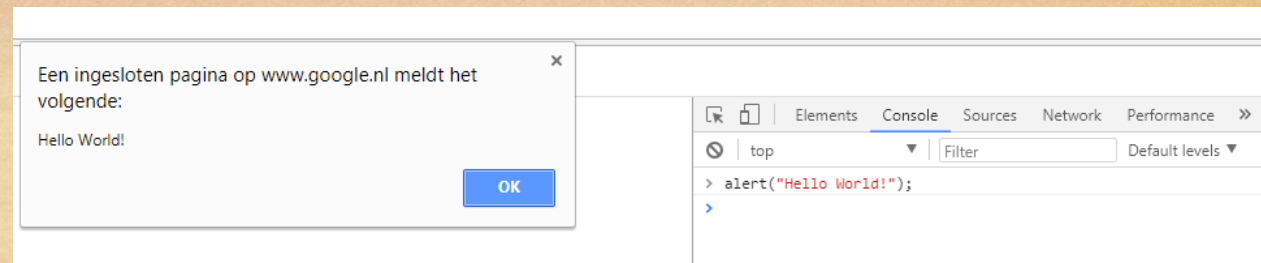 Een ingesloten pagina op www.google.nl meldt het
volgende:
Hello World!
OK
Elements Console Sources Network Performance »
top Filter Default levels
> alert("Hello World!");
>